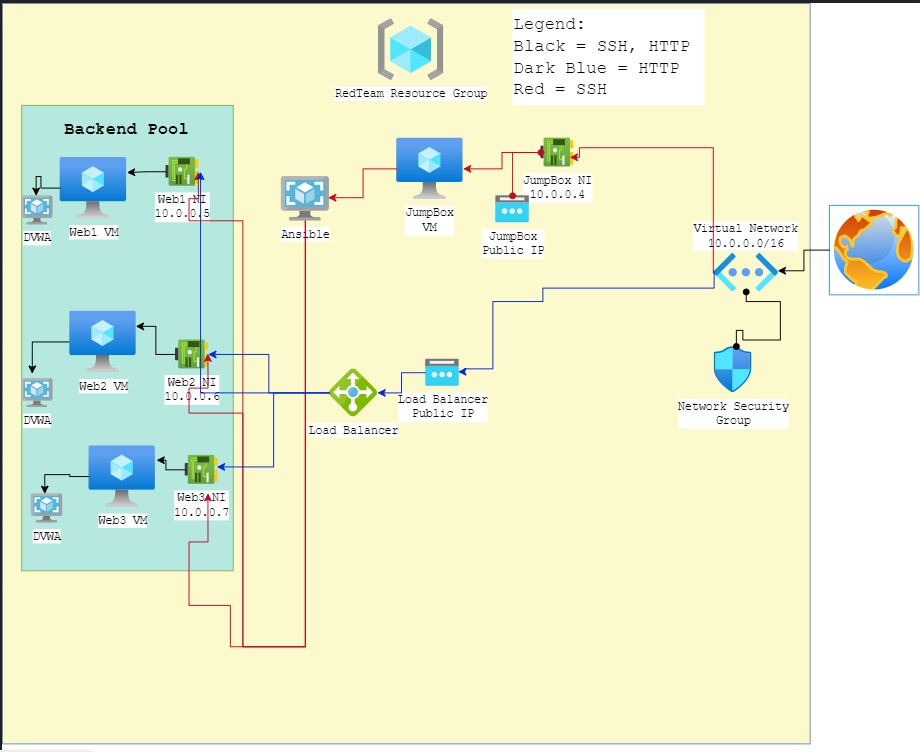 Legend:
Black = SSH, HTTP
Dark Blue = HTTP
Red = SSH
RedTeam Resource Group
Backend Pool
Web1 NI
10.0.0.5
Web1 VM
DVWA
Ansible
JumpBox
VM
JumpBox NI
10.0.0.4
JumpBox
Public IP
Virtual Network
10.0.0.0/16
Web2 NI
10.0.0.6
Web2 VM
DVWA
Load Balancer
Load Balancer
Public IP
Network Security
Group
Web3 NI
10.0.0.7
Web3 VM
DVWA